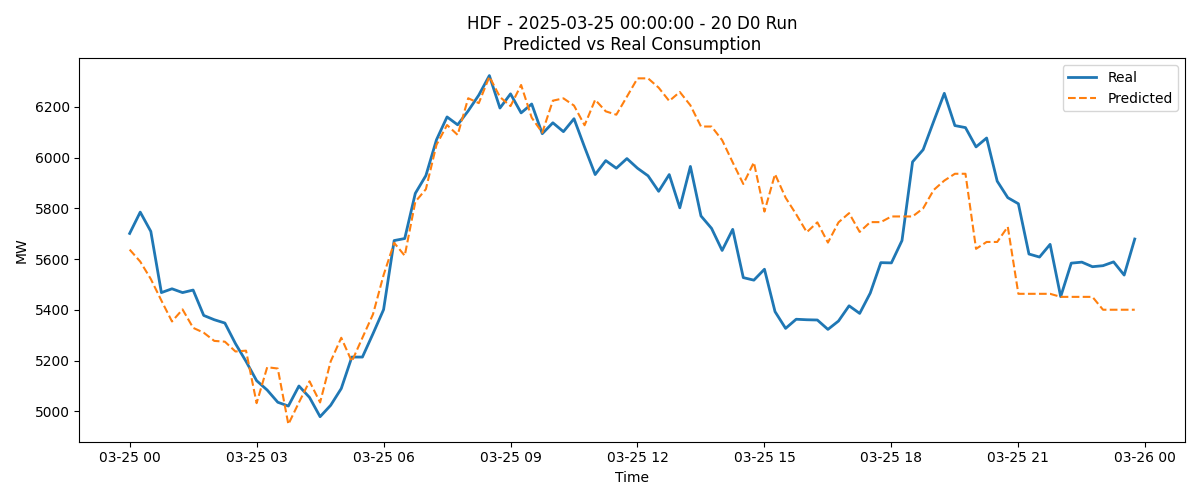 HDF - 2025-03-25 00:00:00 - 20 D0 Run
Predicted vs Real Consumption
Real
Predicted
MW
6200
6000
5800
5600
5400
5200
5000
03-25 00
03-25 03
03-25 06
03-25 09
03-25 12
03-25 15
03-25 18
03-25 21
03-26 00
Time